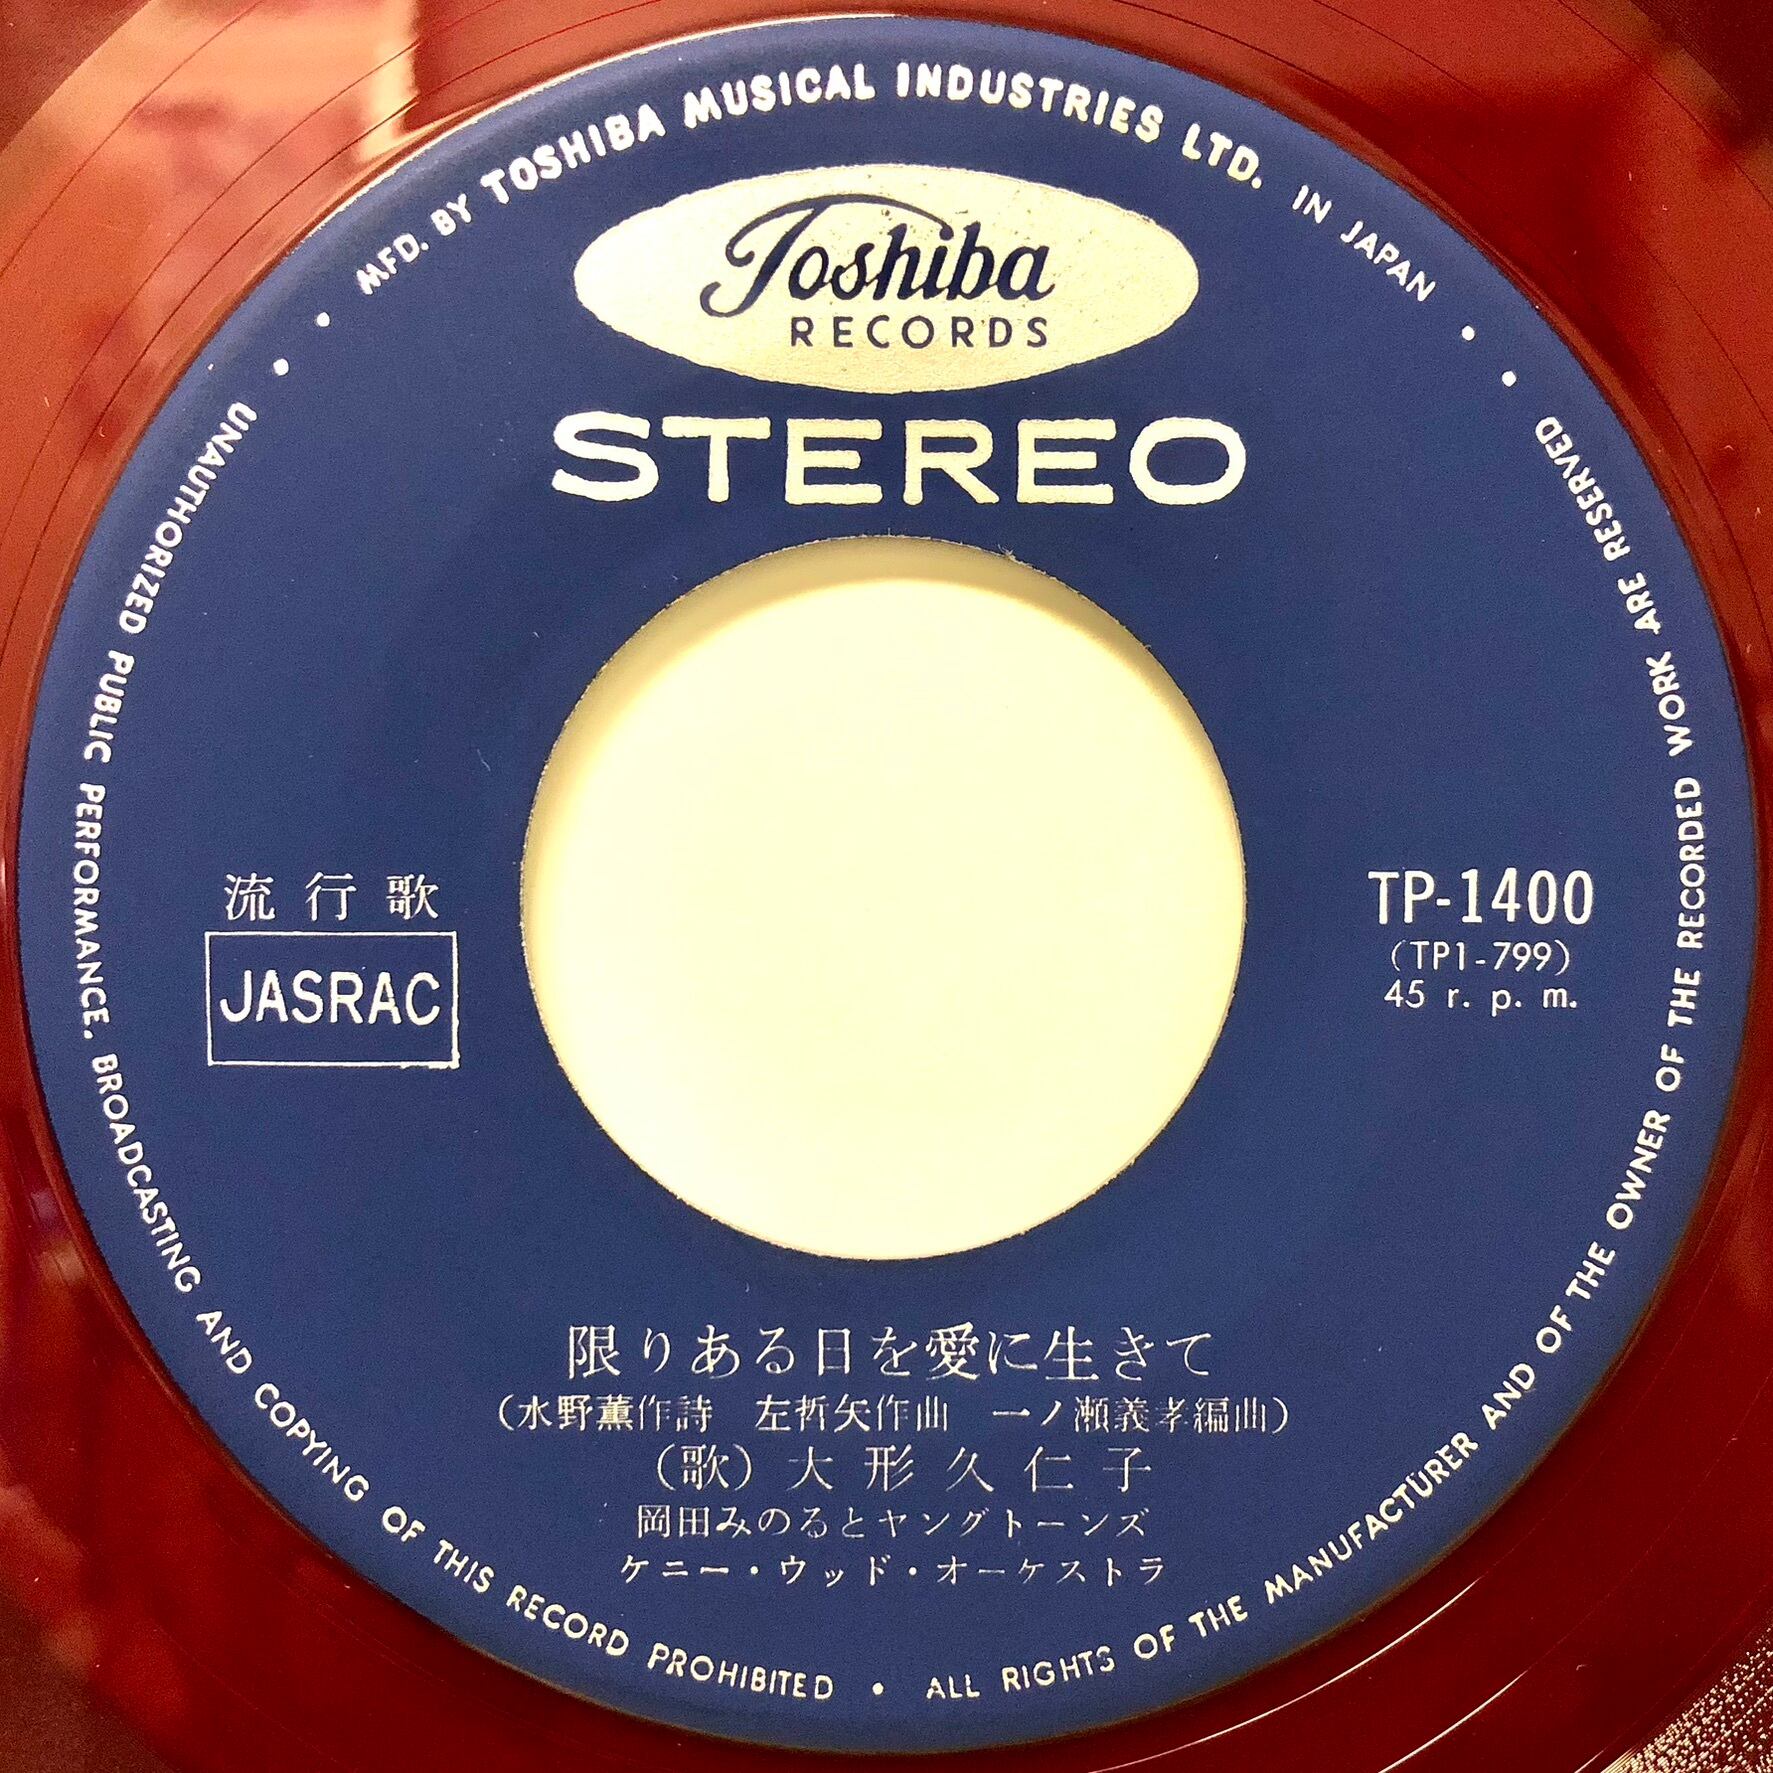 MFD. BY TOSHIBA MUSICAL INDUSTRIES LTD. IN JAPAN
Toshiba
RECORDS
STEREO
流行歌
JASRAC
TP-1400
(TP1-799)
45 r. p. m.
限りある日を愛に生きて
(水野薫作詩 左哲矢作曲 一ノ瀬義孝編曲)
(歌) 大形久仁子
岡田みのるとヤングトーンズ
ケニー・ウッド・オーケストラ
UNAUTHORIZED PUBLIC PERFORMANCE. BROADCASTING AND COPYING OF THIS RECORD PROHIBITED • ALL RIGHTS OF THE MANUFACTURER AND OF THE OWNER OF THE RECORDED WORK ARE RESERVED